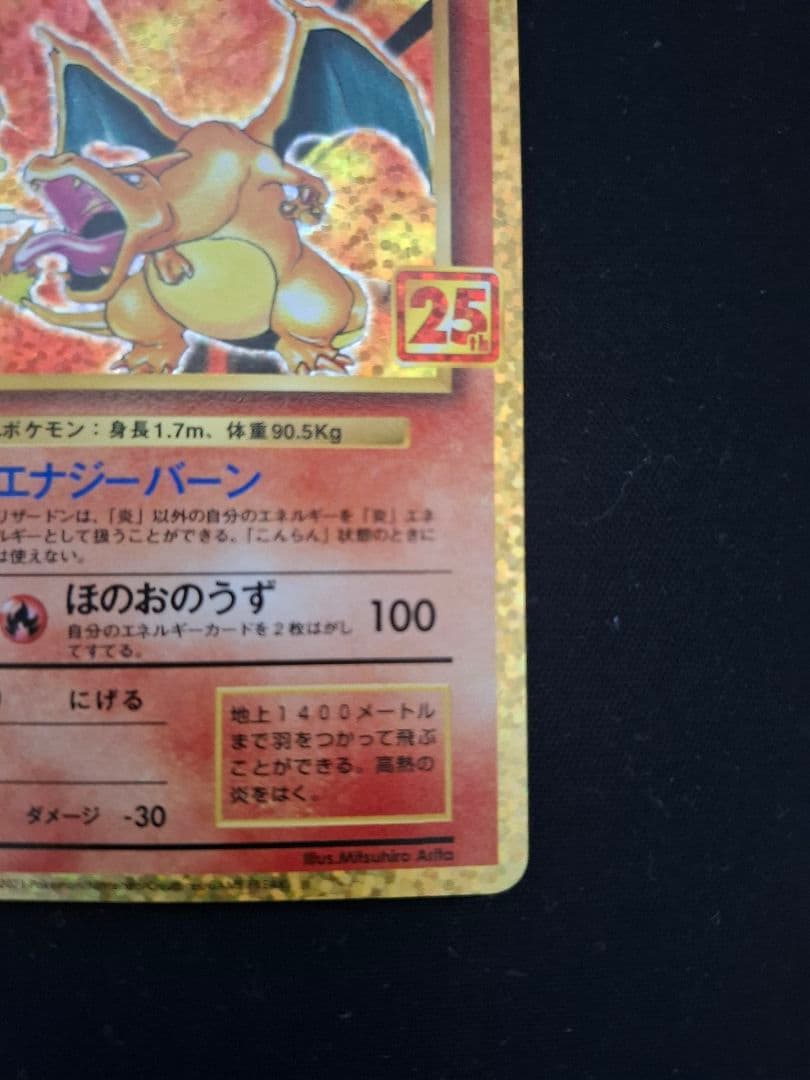 25th
ポケモン：身長1.7m、体重90.5Kg
エナジーバーン
リザードンは、「炎」以外の自分のエネルギーを「炎」エネ
ルギーとして扱うことができる。「こんらん」状態のときに
は使えない。
ほのおのうず 100
自分のエネルギーカードを2枚はがし
てすてる。
にげる
地上1400メートル
まで羽をつかって飛ぶ
ことができる。高熱の
炎をはく。
ダメージ -30
Illus.Mitsuhiro Arita